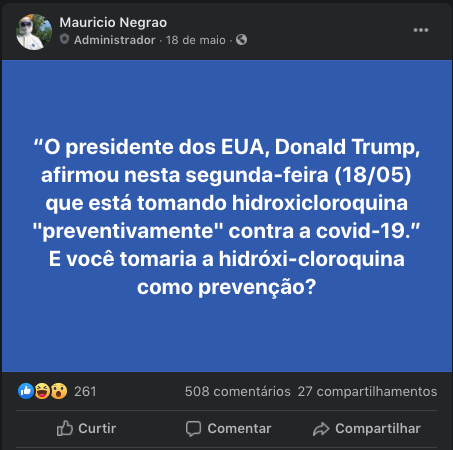 Mauricio Negrao
Administrador · 18 de maio ·
“O presidente dos EUA, Donald Trump,
afirmou nesta segunda-feira (18/05)
que está tomando hidroxicloroquina
"preventivamente" contra a covid-19.”
E você tomaria a hidróxi-cloroquina
como prevenção?
261 508 comentários 27 compartilhamentos
Curtir Comentar Compartilhar